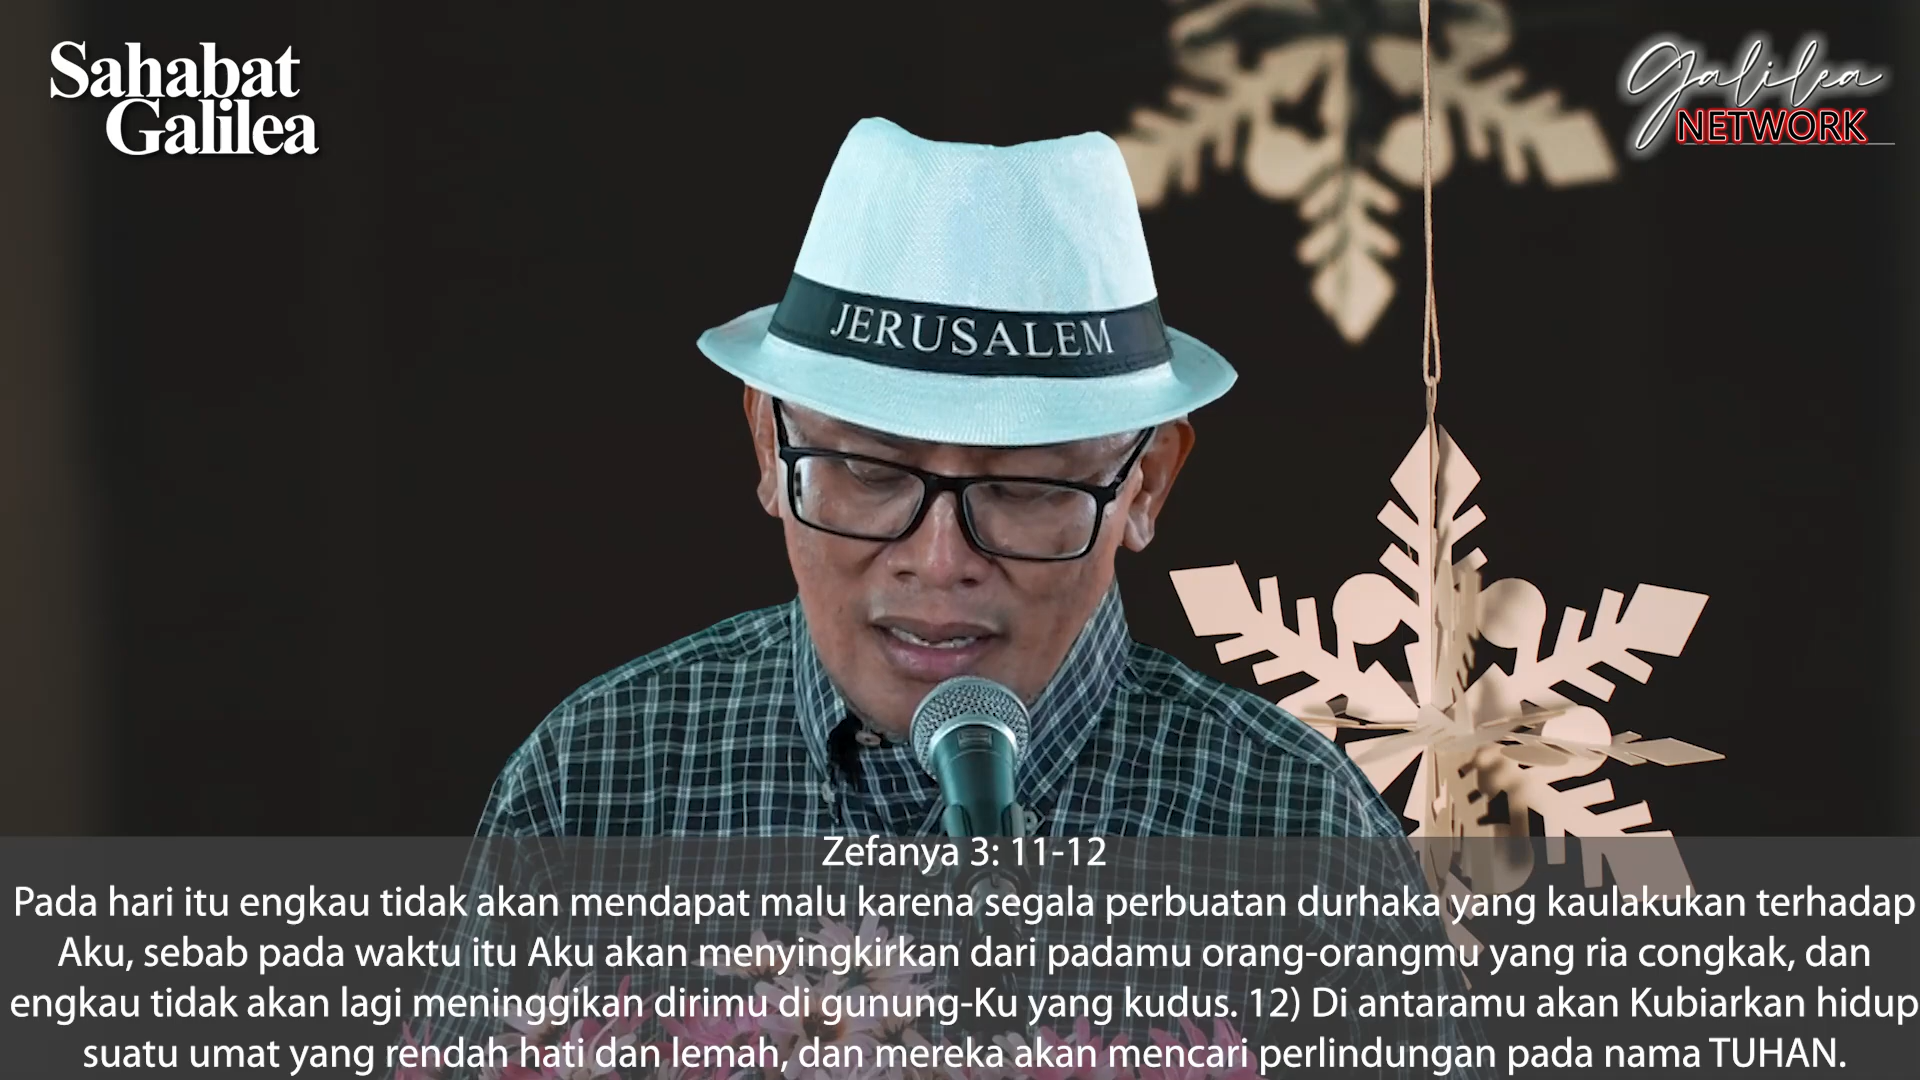 Sahabat
Galilea
Galilea
NETWORK
JERUSALEM
Zefanya 3: 11-12
Pada hari itu engkau tidak akan mendapat malu karena segala perbuatan durhaka yang kaulakukan terhadap
Aku, sebab pada waktu itu Aku akan menyingkirkan dari padamu orang-orangmu yang ria congkak, dan
engkau tidak akan lagi meninggikan dirimu di gunung-Ku yang kudus. 12) Di antaramu akan Kubiarkan hidup
suatu umat yang rendah hati dan lemah, dan mereka akan mencari perlindungan pada nama TUHAN.